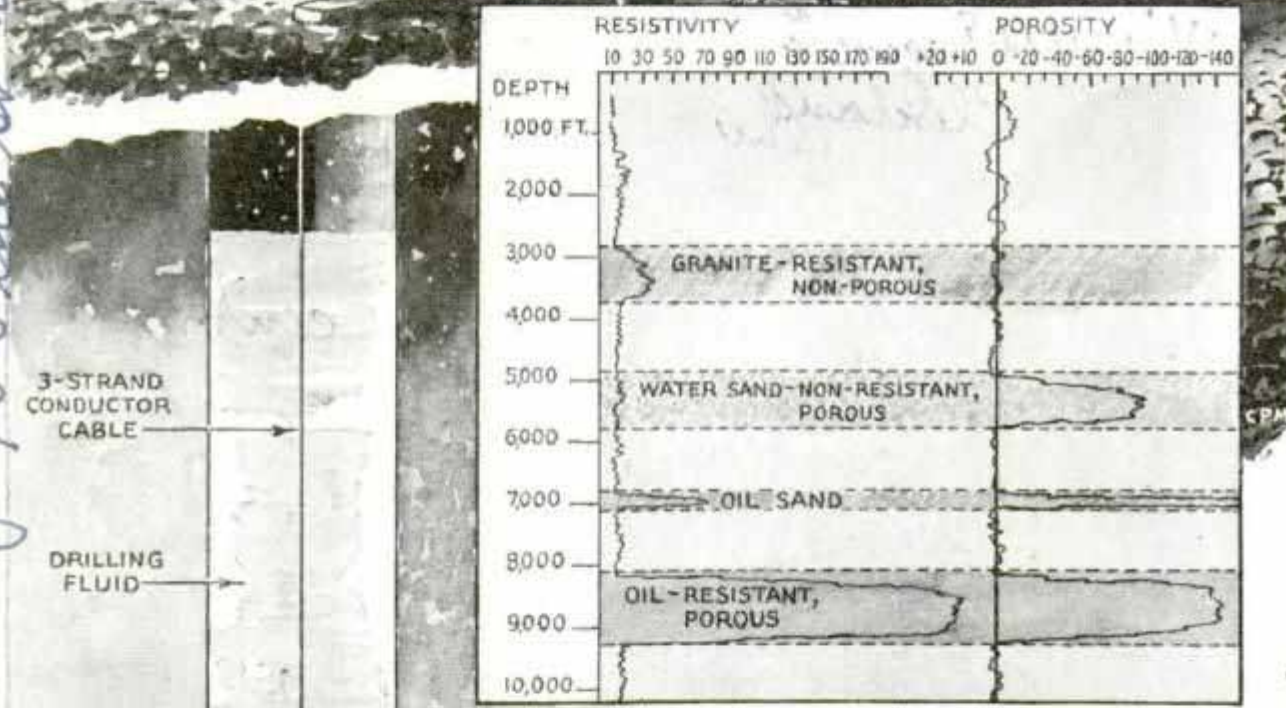 RESISTIVITY POROSITY
10 30 50 70 90 110 130 150 170 190 +20 +10 0 -20 -40 -60 -80 -100 -120 -140
DEPTH
1,000 FT.
2,000
3,000
GRANITE-RESISTANT,
NON-POROUS
4,000
5,000
WATER SAND-NON-RESISTANT,
POROUS
6,000
7,000
OIL SAND
8,000
OIL-RESISTANT,
POROUS
9,000
10,000
3-STRAND
CONDUCTOR
CABLE
DRILLING
FLUID